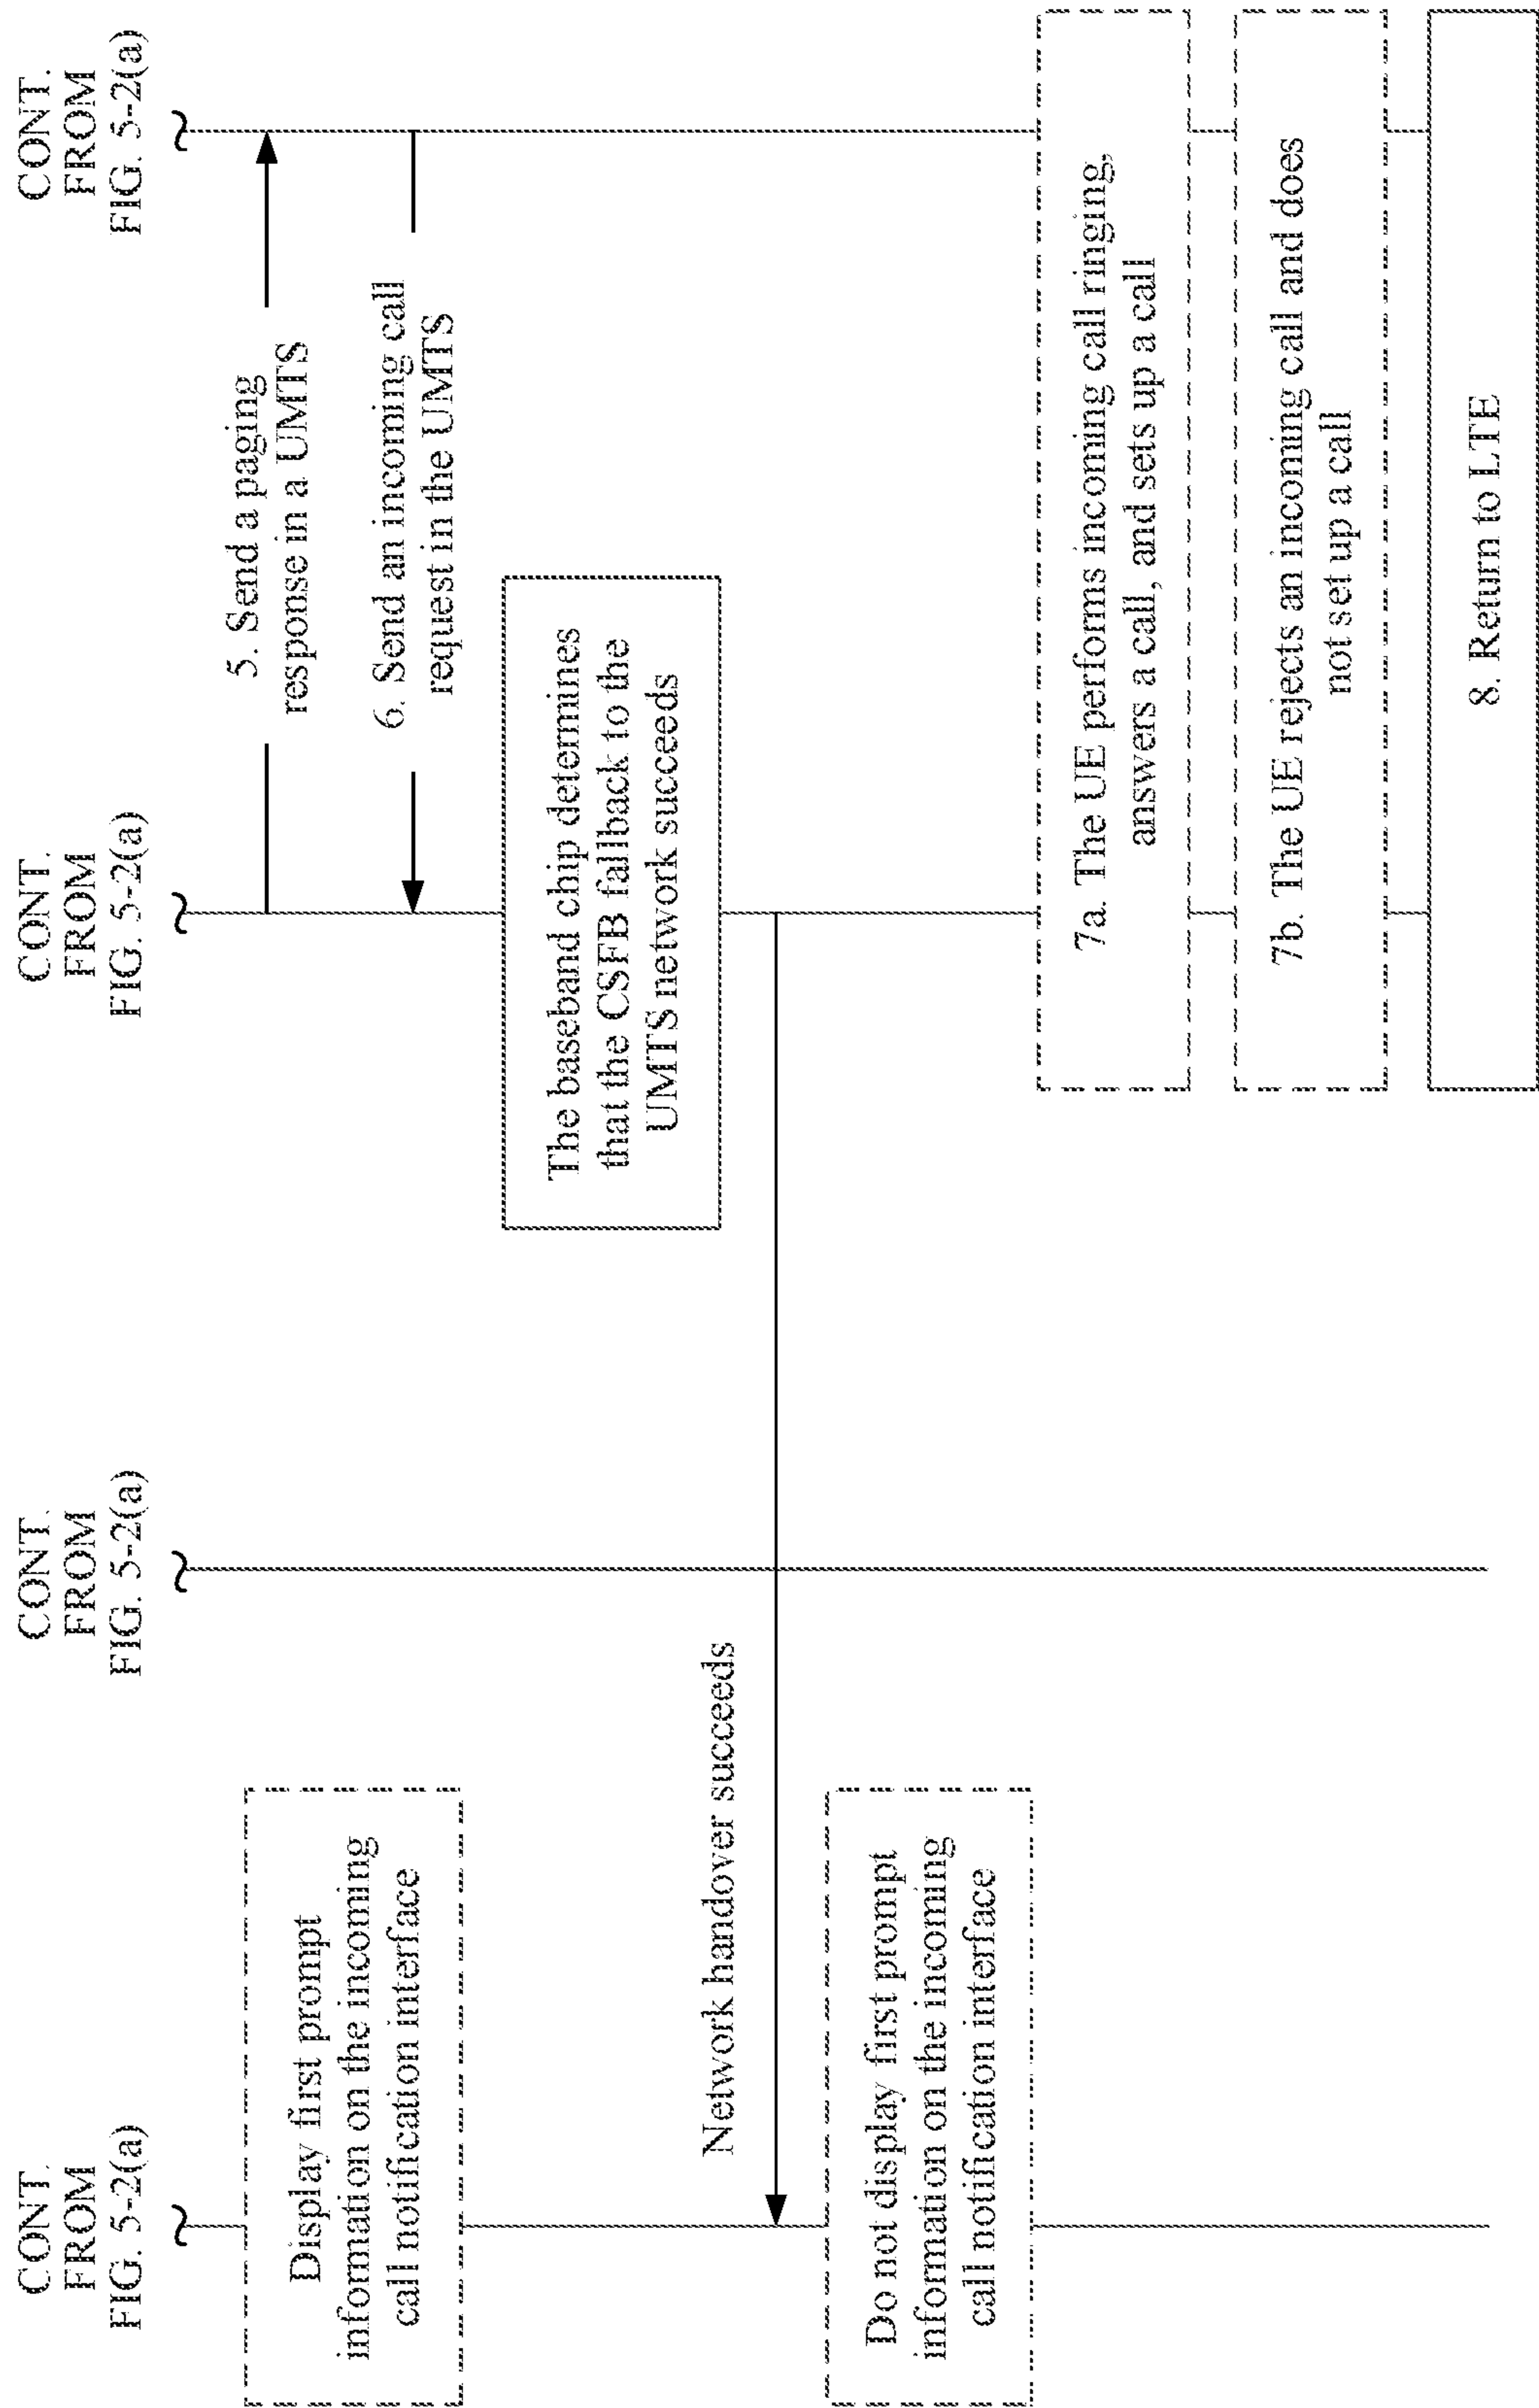 CONT.
FROM
FIG. 5-2(a)
CONT.
FROM
FIG. 5-2(a)
CONT.
FROM
FIG. 5-2(a)
CONT.
FROM
FIG. 5-2(a)
Display first prompt
information on the incoming
call notification interface
5. Send a paging
response in a UMTS
6. Send an incoming call
request in the UMTS
The baseband chip determines
that the CSFB fallback to the
UMTS network succeeds
Network handover succeeds
Do not display first prompt
information on the incoming
call notification interface
7a. The UE performs incoming call ringing,
answers a call, and sets up a call
7b. The UE rejects an incoming call and does
not set up a call
8. Return to LTE